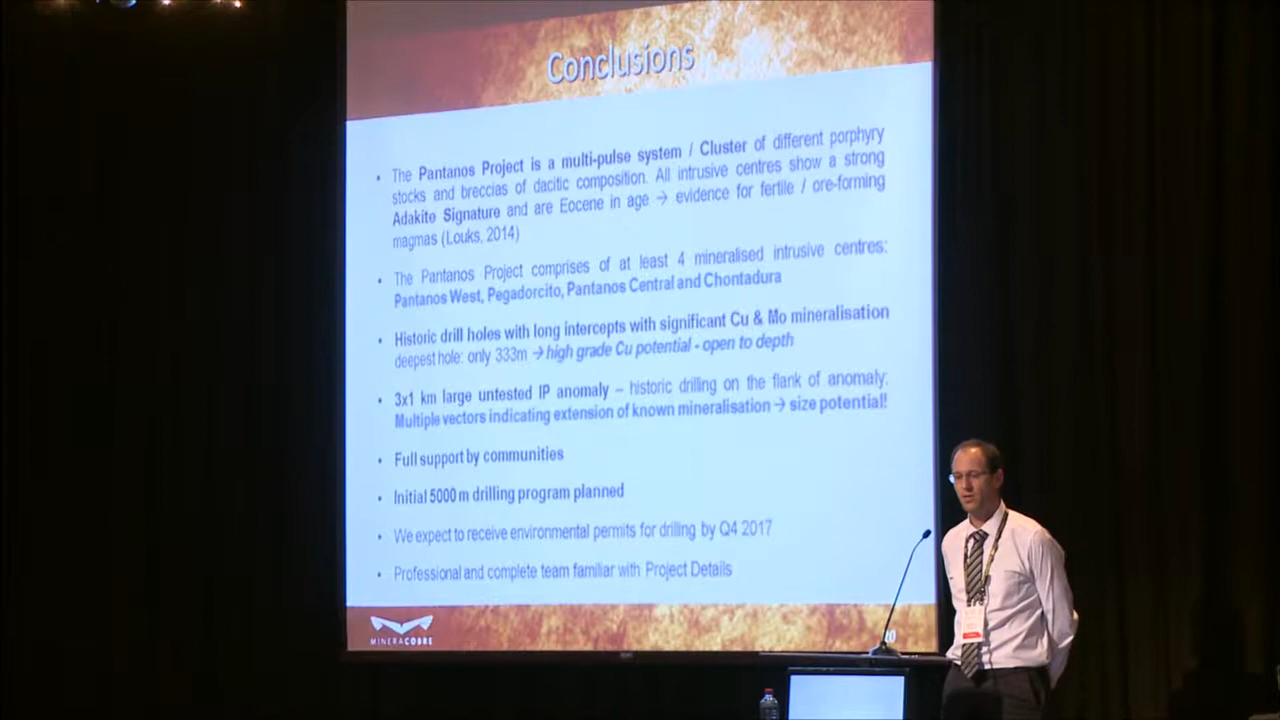 Conclusions
• The Pantanos Project is a multi-pulse system / Cluster of different porphyry
stocks and breccias of dacitic composition. All intrusive centres show a strong
Adakite Signature and are Eocene in age → evidence for fertile / ore-forming
magmas (Louks, 2014)
• The Pantanos Project comprises of at least 4 mineralised intrusive centres:
Pantanos West, Pegadorcito, Pantanos Central and Chontadura
• Historic drill holes with long intercepts with significant Cu & Mo mineralisation
deepest hole: only 333m → high grade Cu potential - open to depth
• 3x1 km large untested IP anomaly – historic drilling on the flank of anomaly:
Multiple vectors indicating extension of known mineralisation → size potential!
• Full support by communities
• Initial 5000 m drilling program planned
• We expect to receive environmental permits for drilling by Q4 2017
• Professional and complete team familiar with Project Details
MINERACOBRE
20